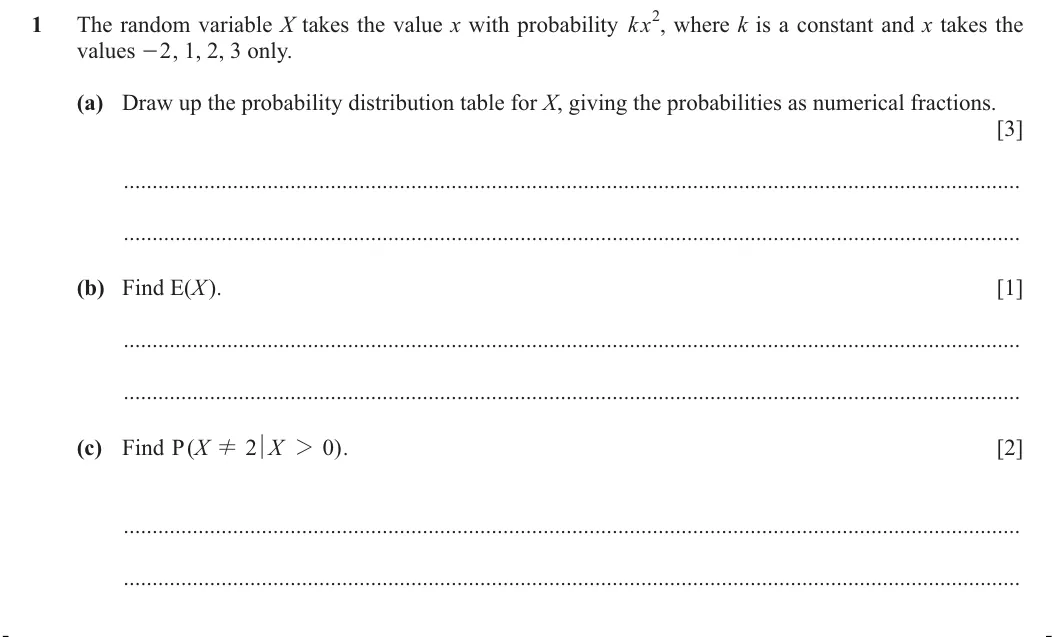 1 The random variable X takes the value x with probability kx², where k is a constant and x takes the
values −2, 1, 2, 3 only.
(a) Draw up the probability distribution table for X, giving the probabilities as numerical fractions.
[3]
(b) Find E(X). [1]
(c) Find P(X ≠ 2|X > 0). [2]